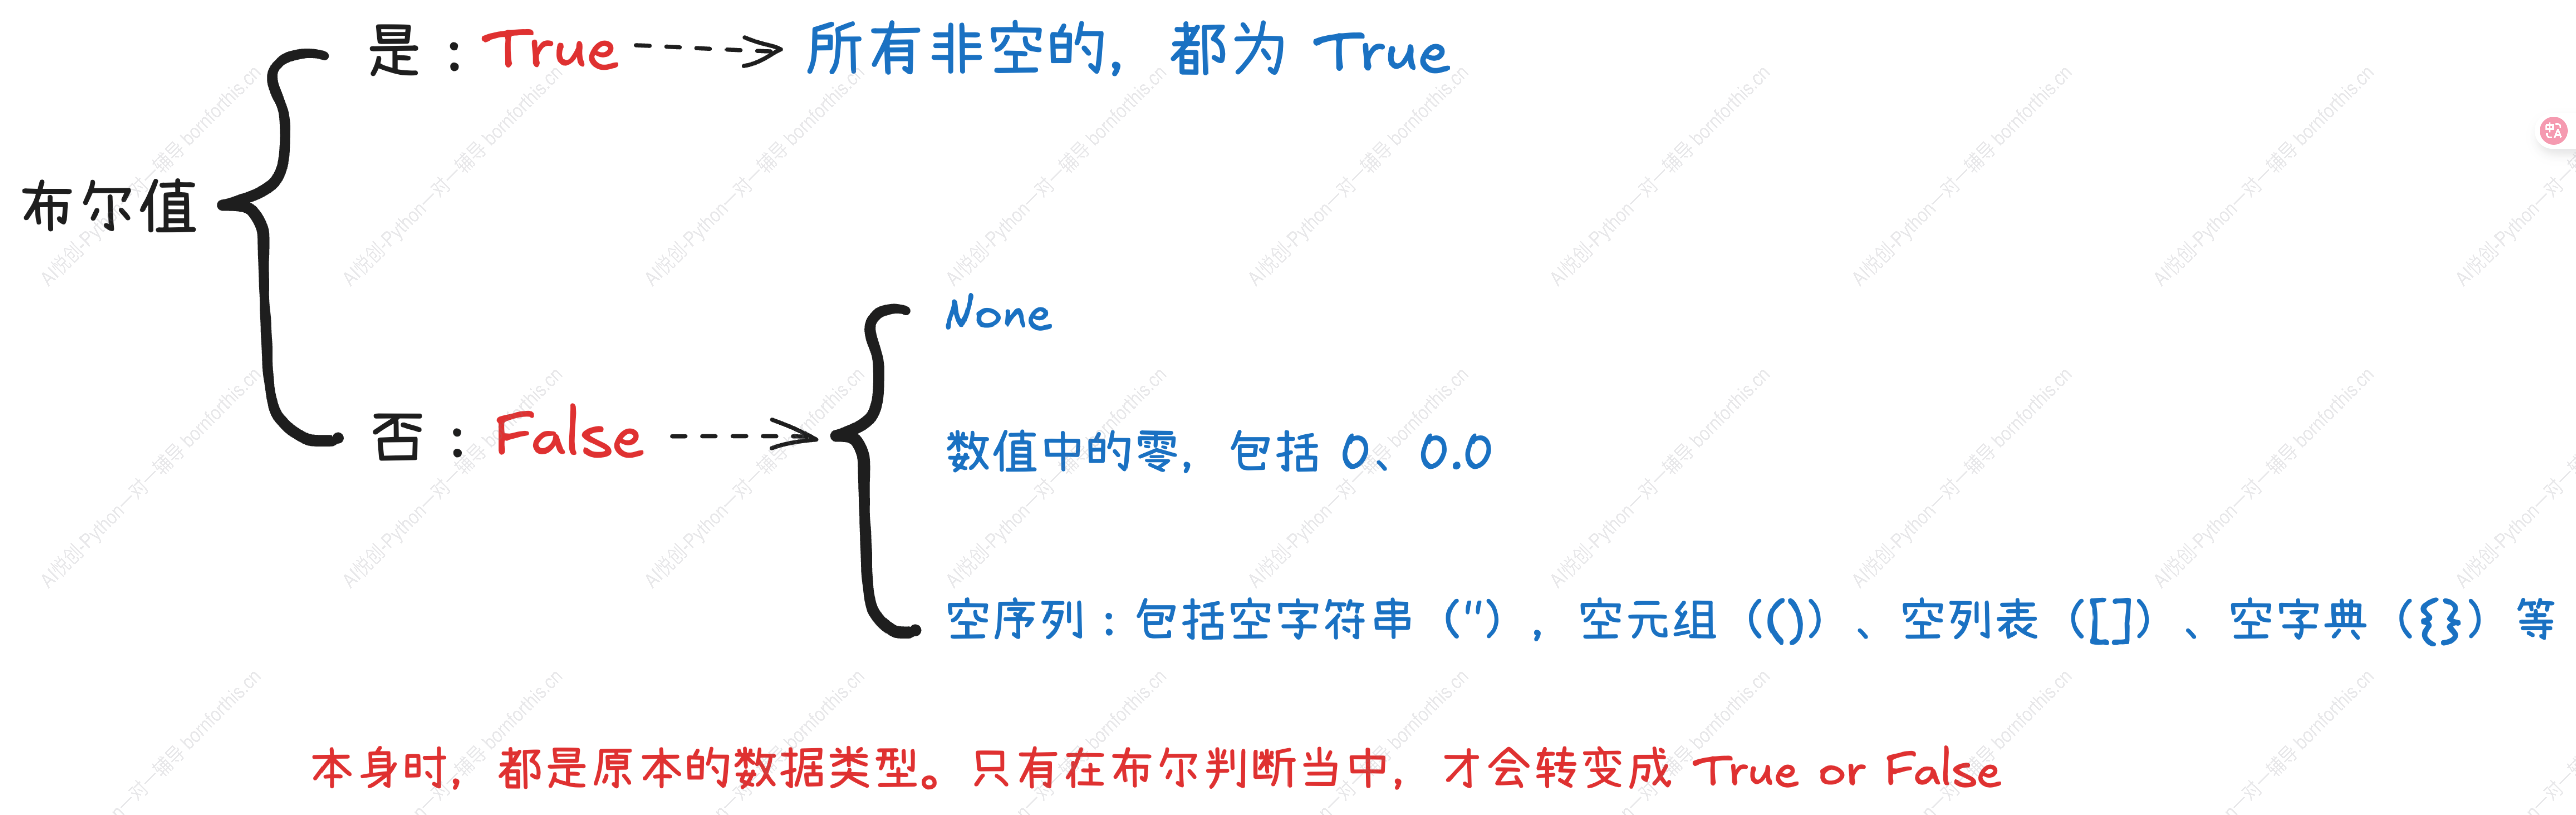 是：True 所有非空的，都为 True
布尔值
None
否：False
数值中的零，包括 0、0.0
空序列：包括空字符串（''），空元组（()）、空列表（[]）、空字典（{}）等
本身时，都是原本的数据类型。只有在布尔判断当中，才会转变成 True or False
AI悦创-Python一对一辅导 bornforthis.cn